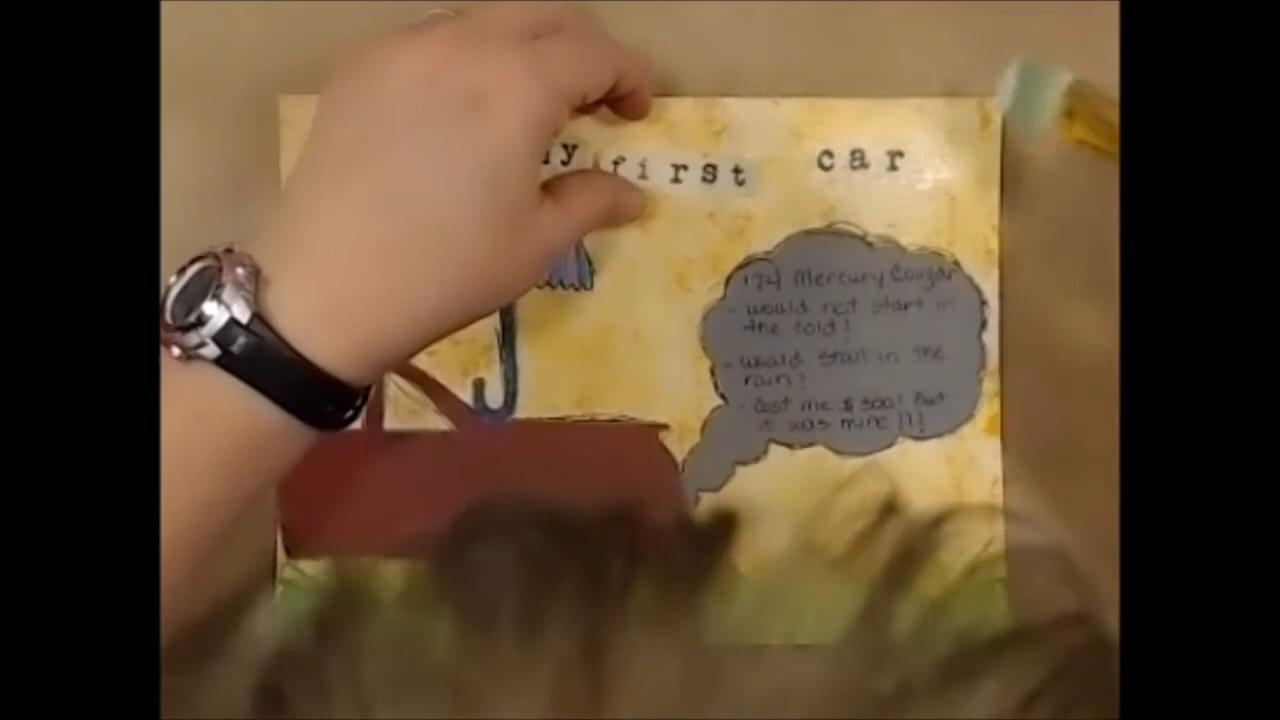 first car
'74 Mercury Cougar
- would not start in
the cold!
- would stall in the
rain!
- Cost me $300! But
it was mine!!!